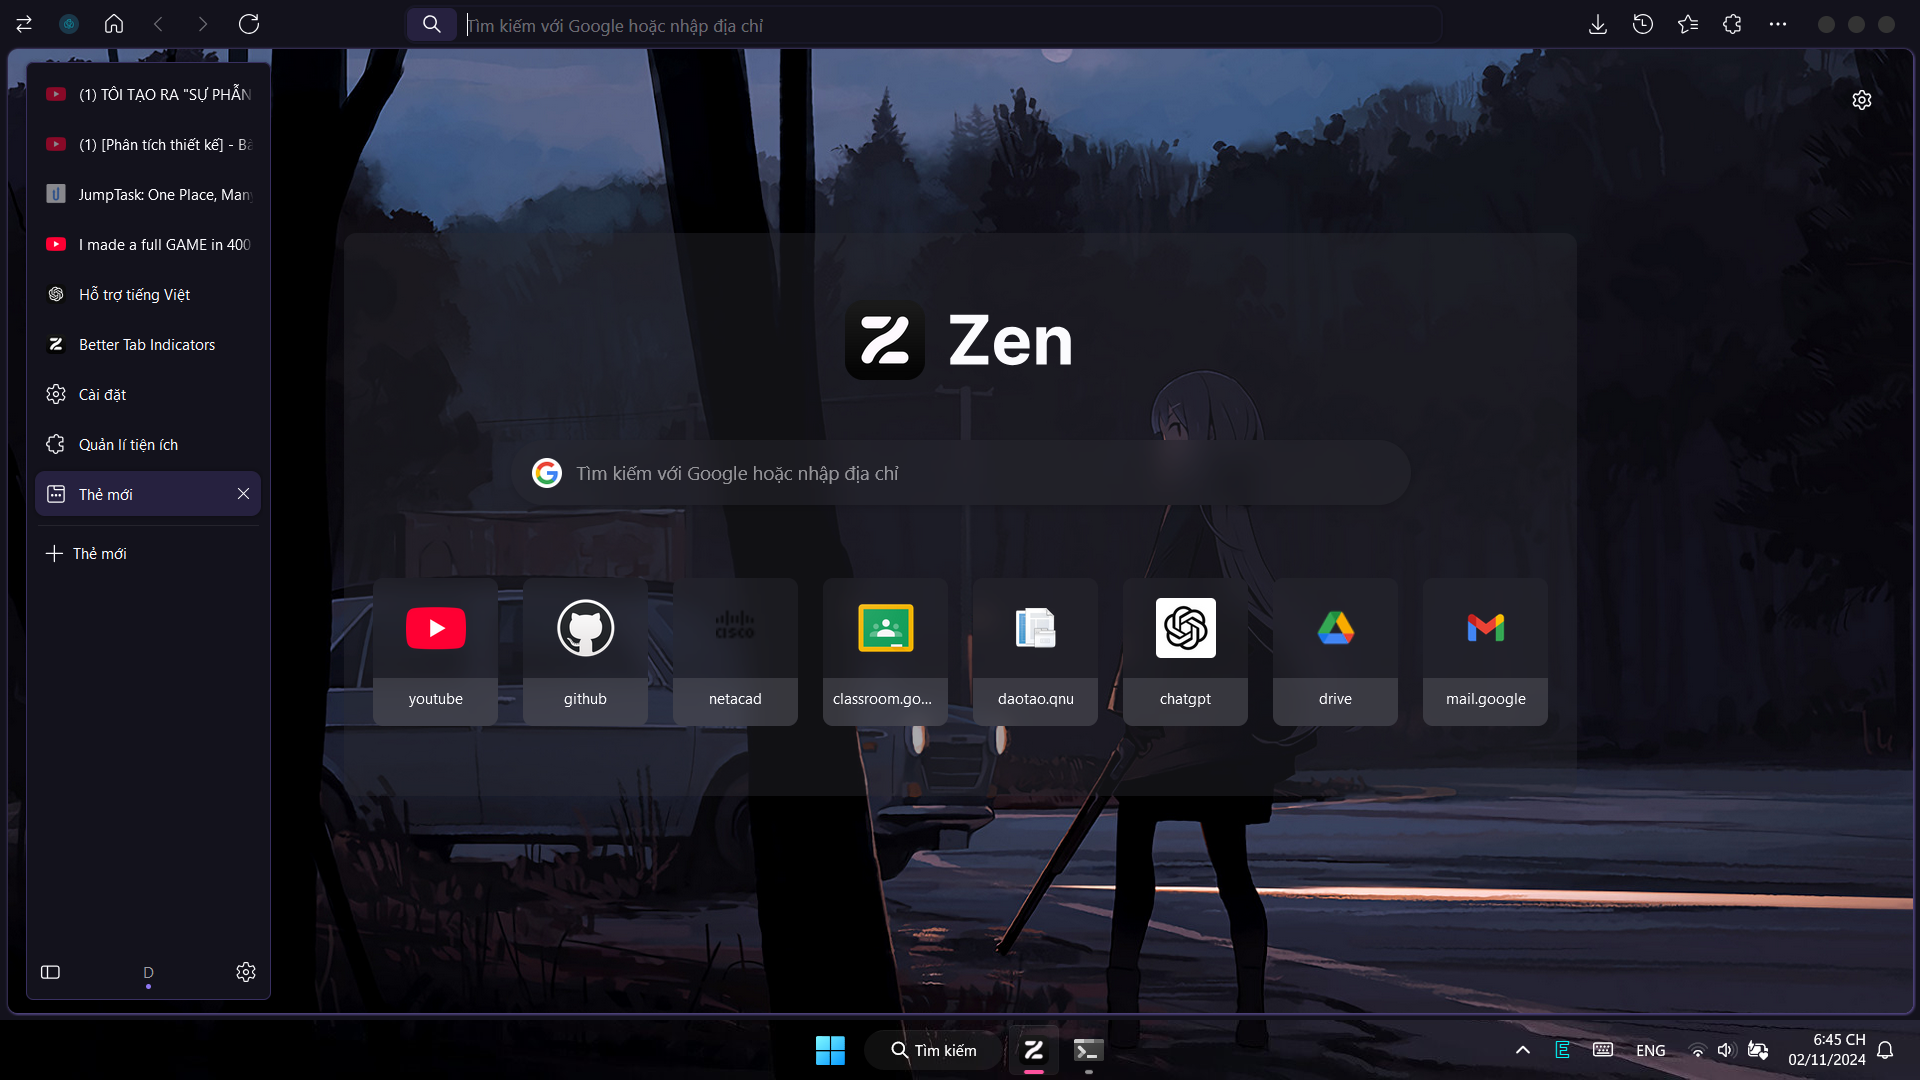 Tìm kiếm với Google hoặc nhập địa chỉ
(1) TÔI TẠO RA "SỰ PHẪN
(1) [Phân tích thiết kế] - Bà
JumpTask: One Place, Many
I made a full GAME in 400
Hỗ trợ tiếng Việt
Better Tab Indicators
Cài đặt
Quản lí tiện ích
Thẻ mới
Thẻ mới
D
Zen
Tìm kiếm với Google hoặc nhập địa chỉ
youtube
github
cisco
netacad
classroom.go...
daotao.qnu
chatgpt
drive
mail.google
Tìm kiếm
ENG
6:45 CH
02/11/2024